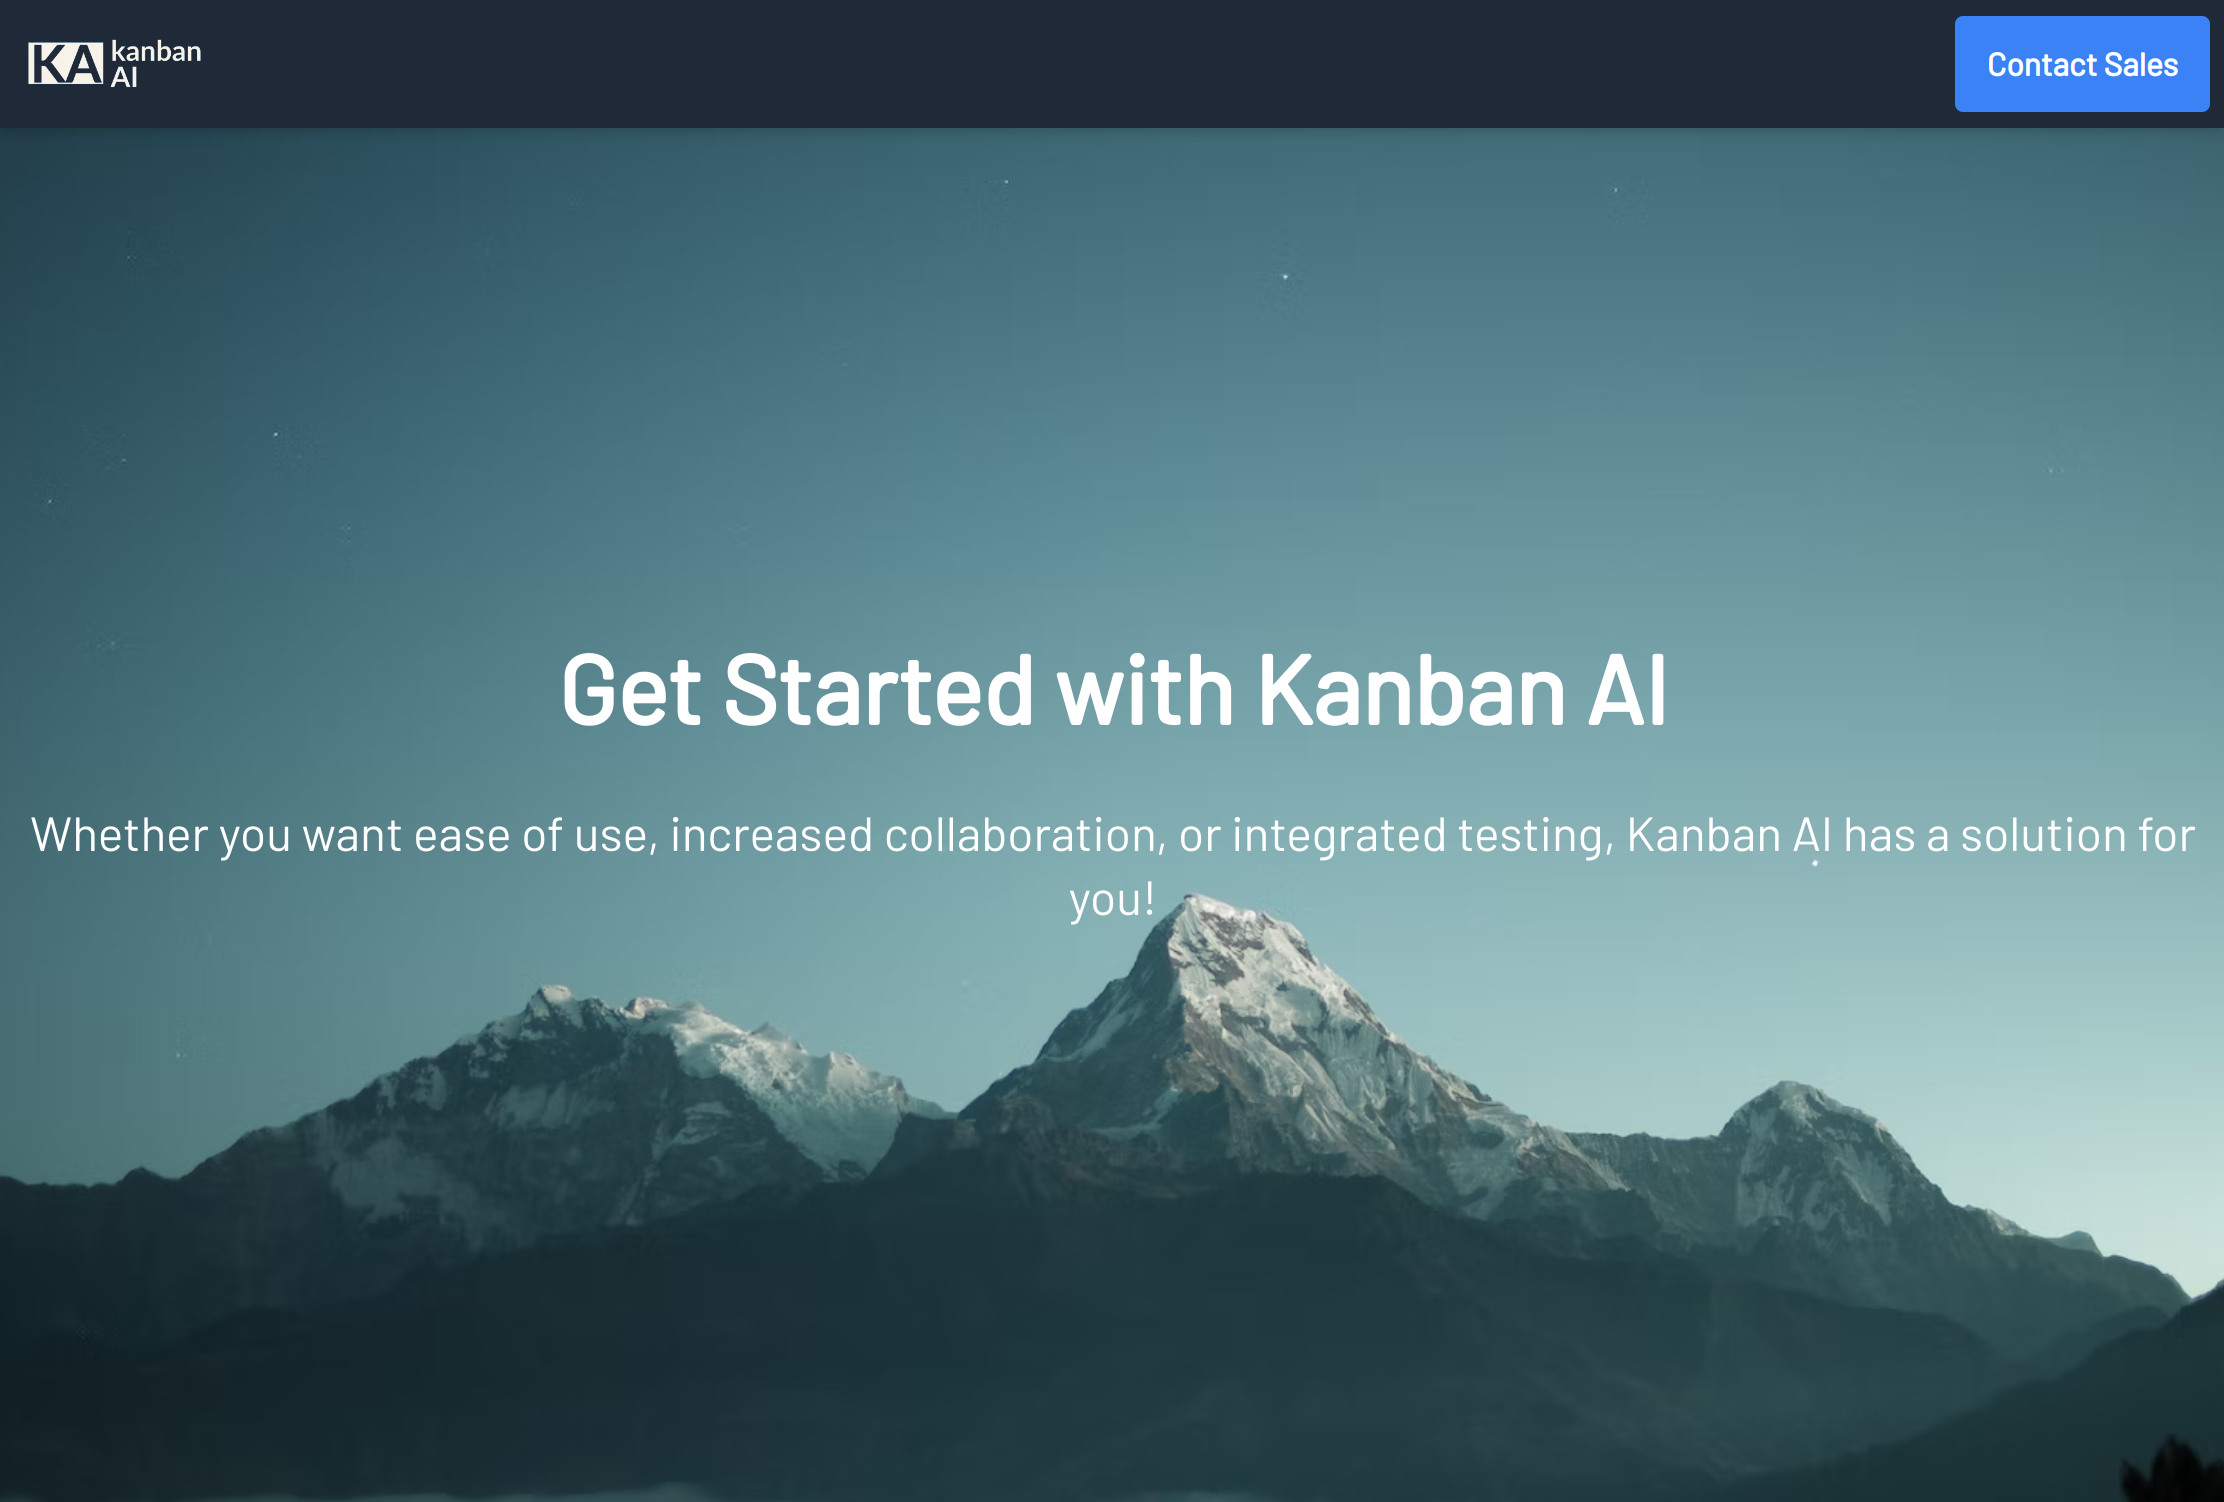 KA kanban
AI
Contact Sales
Get Started with Kanban AI
Whether you want ease of use, increased collaboration, or integrated testing, Kanban AI has a solution for
you!